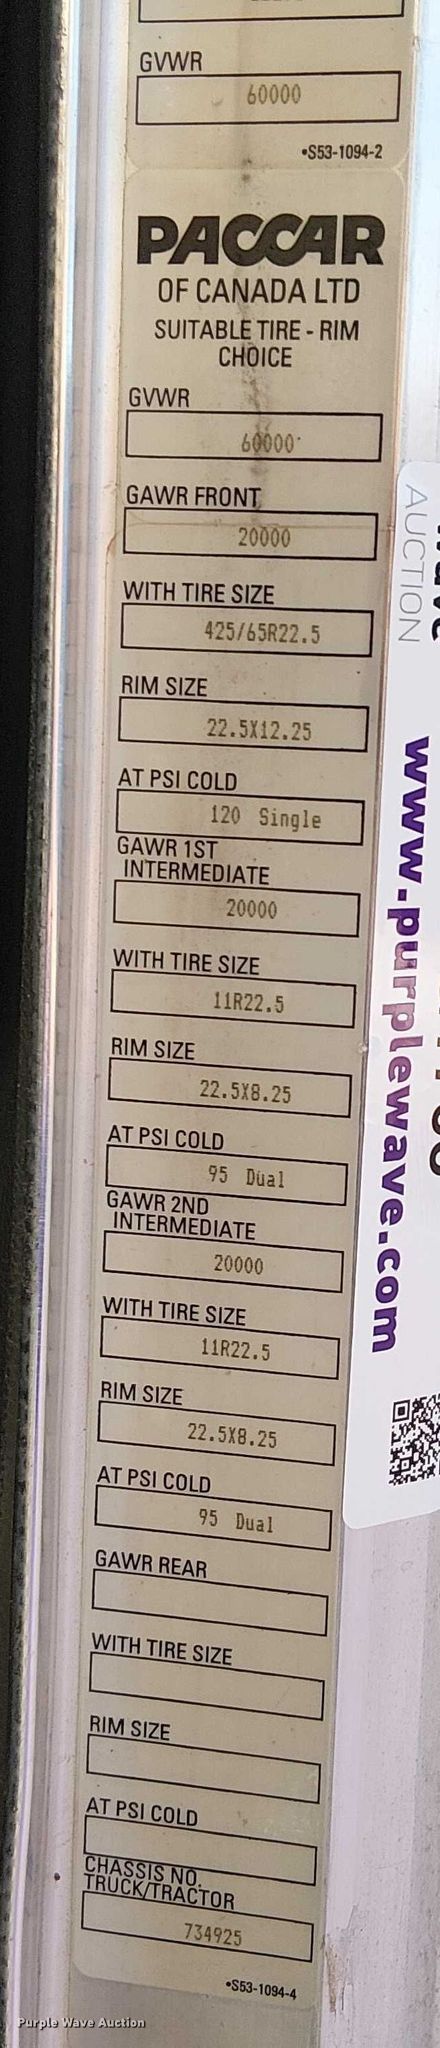 GVWR
60000
•S53-1094-2
PACCAR
OF CANADA LTD
SUITABLE TIRE - RIM
CHOICE
GVWR
60000
GAWR FRONT
20000
WITH TIRE SIZE
425/65R22.5
RIM SIZE
22.5X12.25
AT PSI COLD
120 Single
GAWR 1ST
INTERMEDIATE
20000
WITH TIRE SIZE
11R22.5
RIM SIZE
22.5X8.25
AT PSI COLD
95 Dual
GAWR 2ND
INTERMEDIATE
20000
WITH TIRE SIZE
11R22.5
RIM SIZE
22.5X8.25
AT PSI COLD
95 Dual
GAWR REAR
WITH TIRE SIZE
RIM SIZE
AT PSI COLD
CHASSIS NO.
TRUCK/TRACTOR
734925
•S53-1094-4
AUCTION
www.purplewave.com
Purple Wave Auction